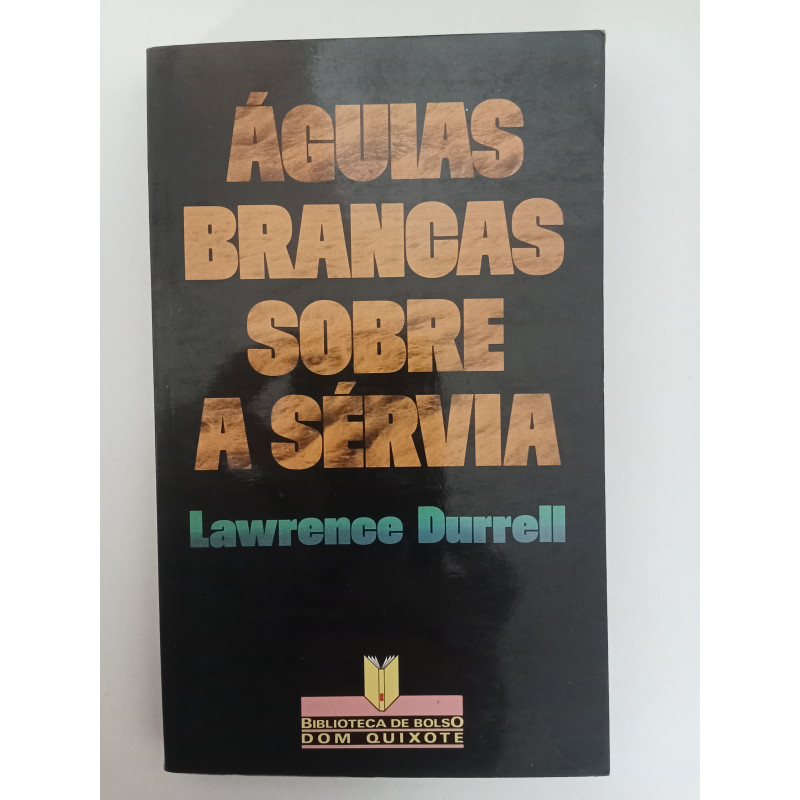 ÁGUIAS
BRANCAS
SOBRE
A SÉRVIA
Lawrence Durrell
BIBLIOTECA DE BOLSO
DOM QUIXOTE